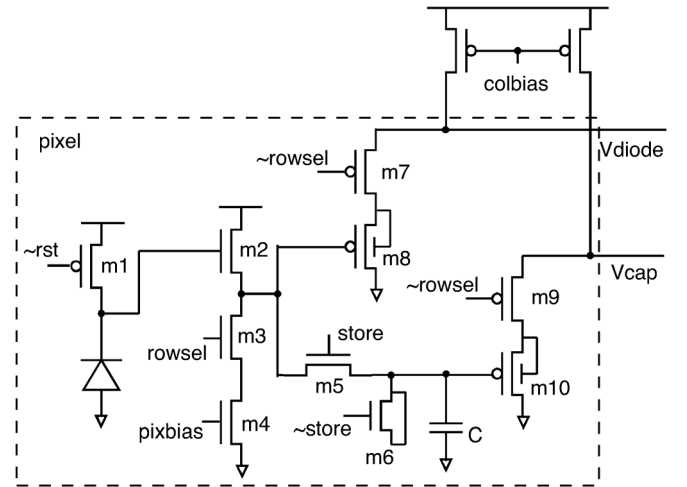 colbias
pixel
Vdiode
~rowsel
m7
~rst
m1
m2
m8
Vcap
~rowsel
m9
rowsel
m3
store
m5
m10
pixbias
m4
~store
C
m6